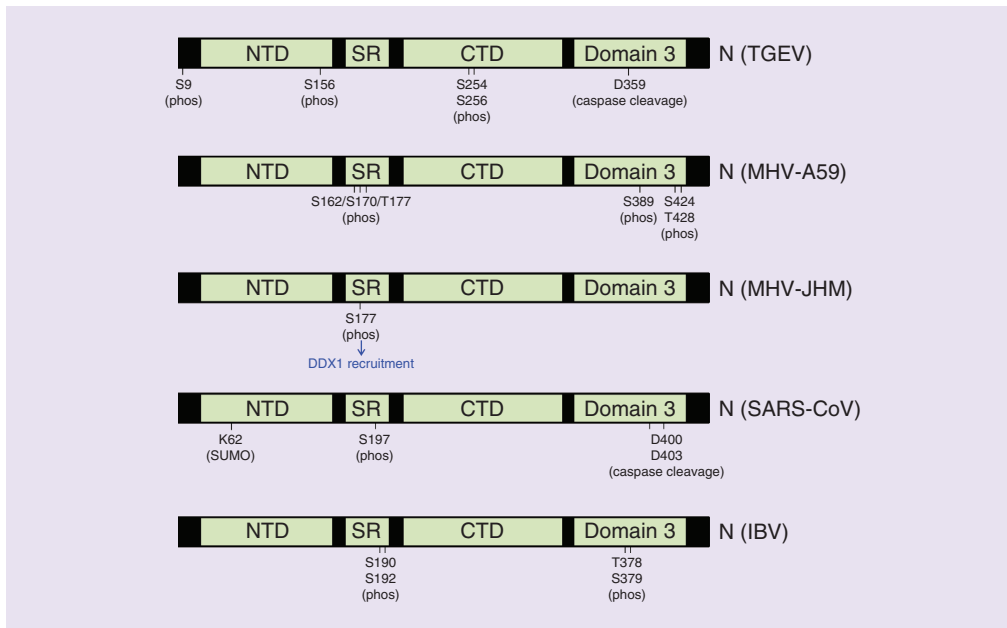 NTD SR CTD Domain 3 N (TGEV)
S9 S156 S254 D359
(phos) (phos) S256 (caspase cleavage)
(phos)
NTD SR CTD Domain 3 N (MHV-A59)
S162/S170/T177 S389 S424
(phos) (phos) T428
(phos)
NTD SR CTD Domain 3 N (MHV-JHM)
S177
(phos)
DDX1 recruitment
NTD SR CTD Domain 3 N (SARS-CoV)
K62 S197 D400
(SUMO) (phos) D403
(caspase cleavage)
NTD SR CTD Domain 3 N (IBV)
S190 T378
S192 S379
(phos) (phos)